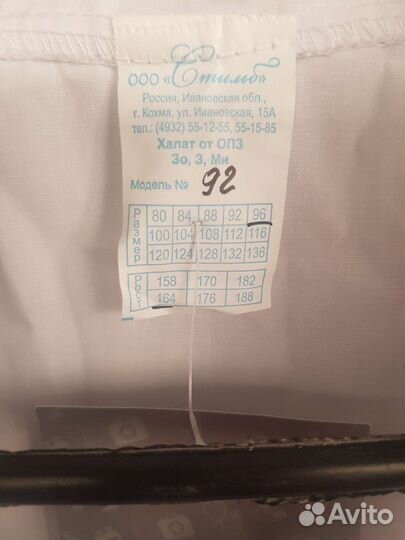 ООО «Стимб»
Россия, Ивановская обл.,
г. Кохма, ул. Ивановская, 15А
тел.: (4932) 55-12-55, 55-15-85
Халат от ОПЗ
Зо, З, Ми
Модель № 92
Размер
80 84 88 92 96
100 104 108 112 116
120 124 128 132 136
Рост
158 170 182
164 176 188
Avito